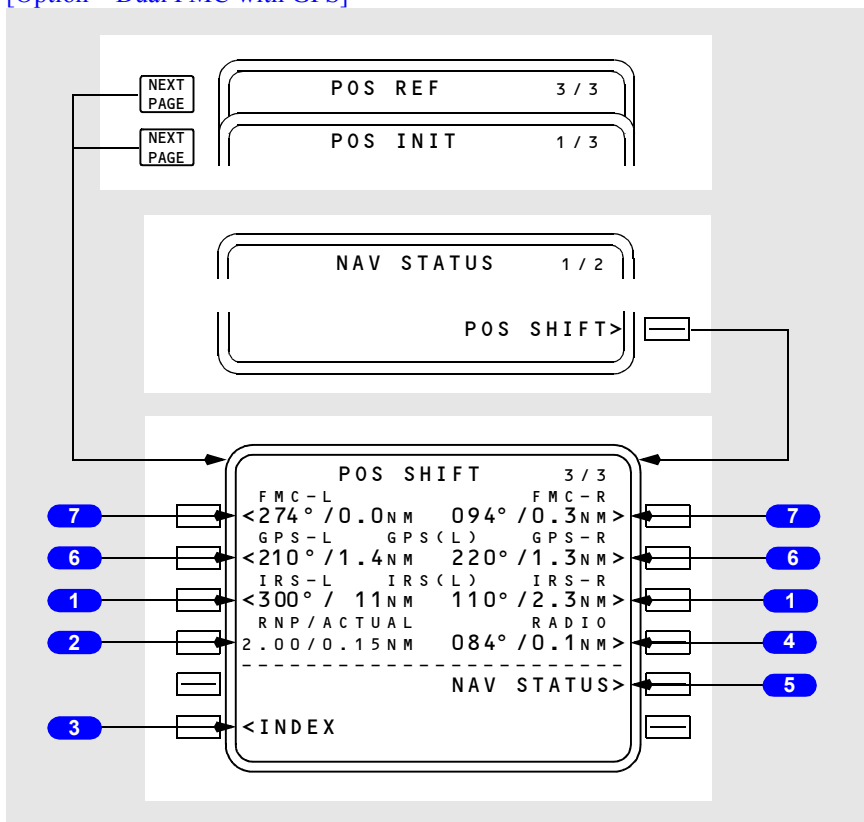 [Option - Dual FMC with GPS]
NEXT PAGE
POS REF 3/3
NEXT PAGE
POS INIT 1/3
NAV STATUS 1/2
POS SHIFT>
POS SHIFT 3/3
FMC-L FMC-R
7 <274°/0.0NM 094°/0.3NM> 7
GPS-L GPS(L) GPS-R
6 <210°/1.4NM 220°/1.3NM> 6
IRS-L IRS(L) IRS-R
1 <300°/ 11NM 110°/2.3NM> 1
RNP/ACTUAL RADIO
2 2.00/0.15NM 084°/0.1NM> 4
------------------------
NAV STATUS> 5
3 <INDEX